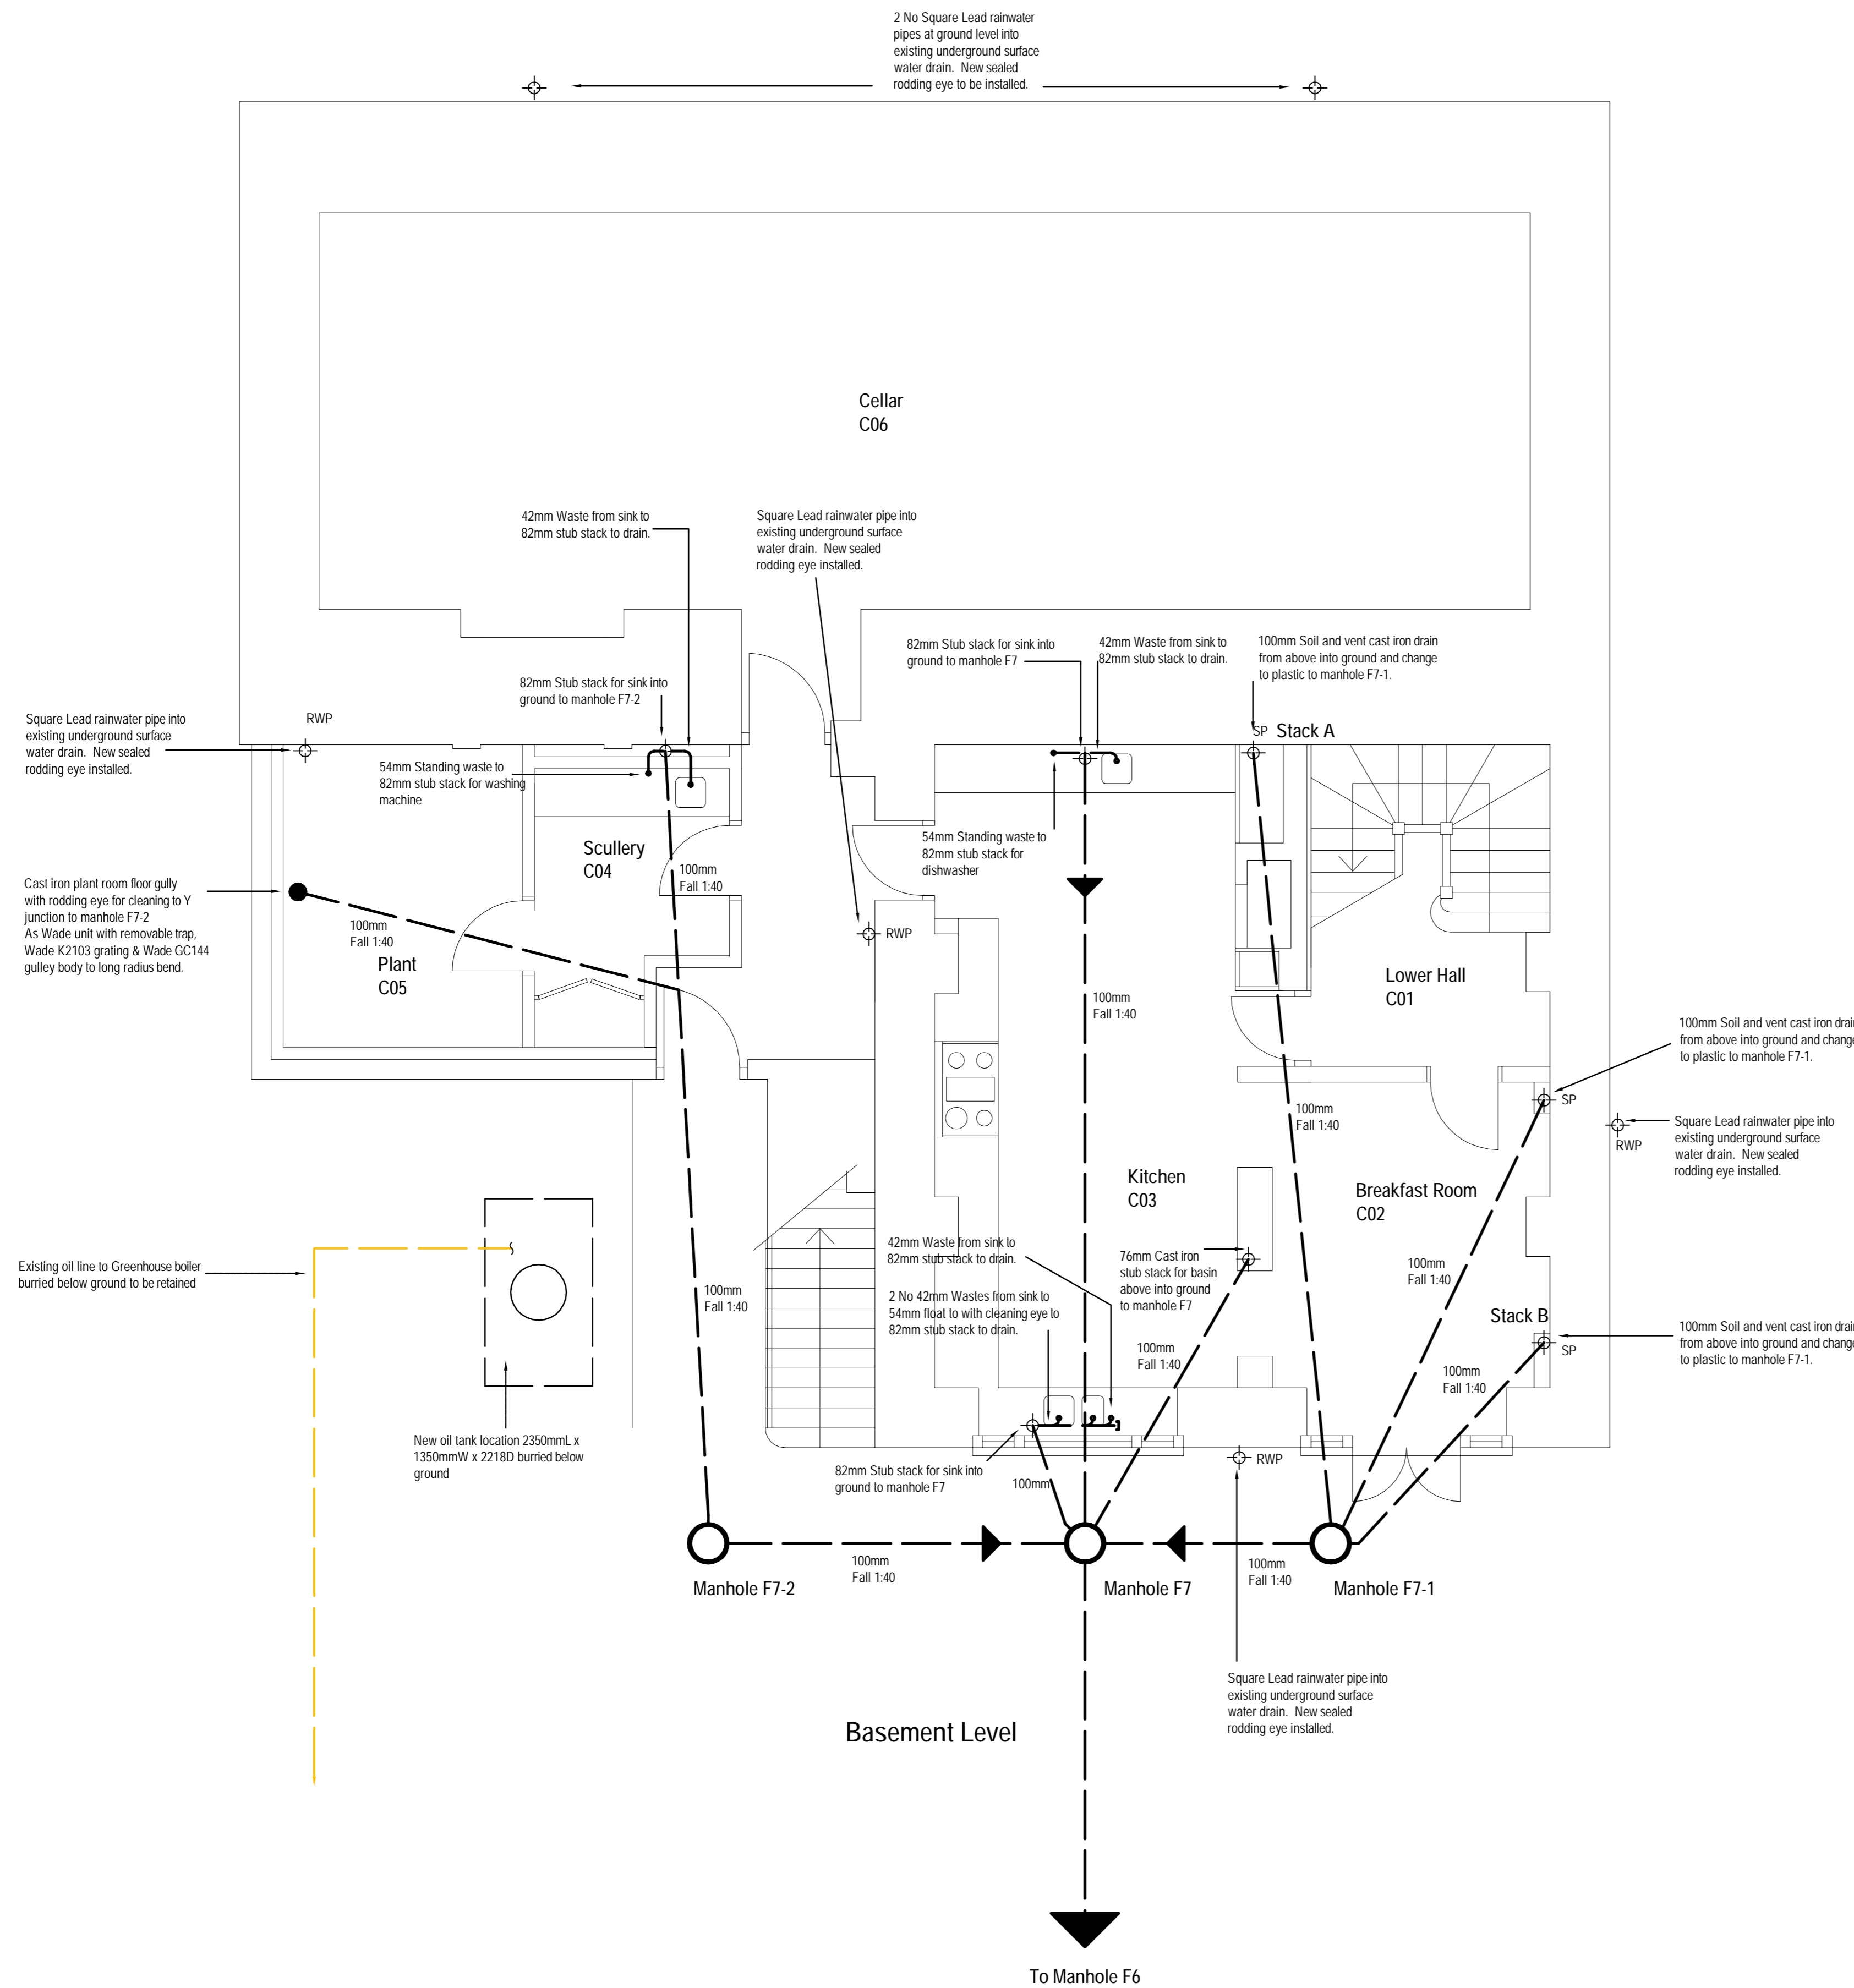 2 No Square Lead rainwater
pipes at ground level into
existing underground surface
water drain.  New sealed
rodding eye to be installed.
Cellar
C06
42mm Waste from sink to
82mm stub stack to drain.
Square Lead rainwater pipe into
existing underground surface
water drain.  New sealed
rodding eye installed.
82mm Stub stack for sink into
ground to manhole F7
42mm Waste from sink to
82mm stub stack to drain.
100mm Soil and vent cast iron drain
from above into ground and change
to plastic to manhole F7-1.
82mm Stub stack for sink into
ground to manhole F7-2
Square Lead rainwater pipe into
existing underground surface
water drain.  New sealed
rodding eye installed.
RWP
SP
Stack A
54mm Standing waste to
82mm stub stack for washing
machine
54mm Standing waste to
82mm stub stack for
dishwasher
Scullery
C04
100mm
Fall 1:40
Cast iron plant room floor gully
with rodding eye for cleaning to Y
junction to manhole F7-2
As Wade unit with removable trap,
Wade K2103 grating & Wade GC144
gulley body to long radius bend.
100mm
Fall 1:40
Plant
C05
RWP
Lower Hall
C01
100mm
Fall 1:40
100mm Soil and vent cast iron drain
from above into ground and change
to plastic to manhole F7-1.
SP
100mm
Fall 1:40
Square Lead rainwater pipe into
existing underground surface
water drain.  New sealed
rodding eye installed.
RWP
Kitchen
C03
Breakfast Room
C02
42mm Waste from sink to
82mm stub stack to drain.
76mm Cast iron
stub stack for basin
above into ground
to manhole F7
Existing oil line to Greenhouse boiler
burried below ground to be retained
100mm
Fall 1:40
100mm
Fall 1:40
2 No 42mm Wastes from sink to
54mm float to with cleaning eye to
82mm stub stack to drain.
Stack B
100mm Soil and vent cast iron drain
from above into ground and change
to plastic to manhole F7-1.
SP
100mm
Fall 1:40
100mm
Fall 1:40
New oil tank location 2350mmL x
1350mmW x 2218D burried below
ground
82mm Stub stack for sink into
ground to manhole F7
100mm
RWP
100mm
Fall 1:40
100mm
Fall 1:40
Manhole F7-2
Manhole F7
Manhole F7-1
Square Lead rainwater pipe into
existing underground surface
water drain.  New sealed
rodding eye installed.
Basement Level
To Manhole F6